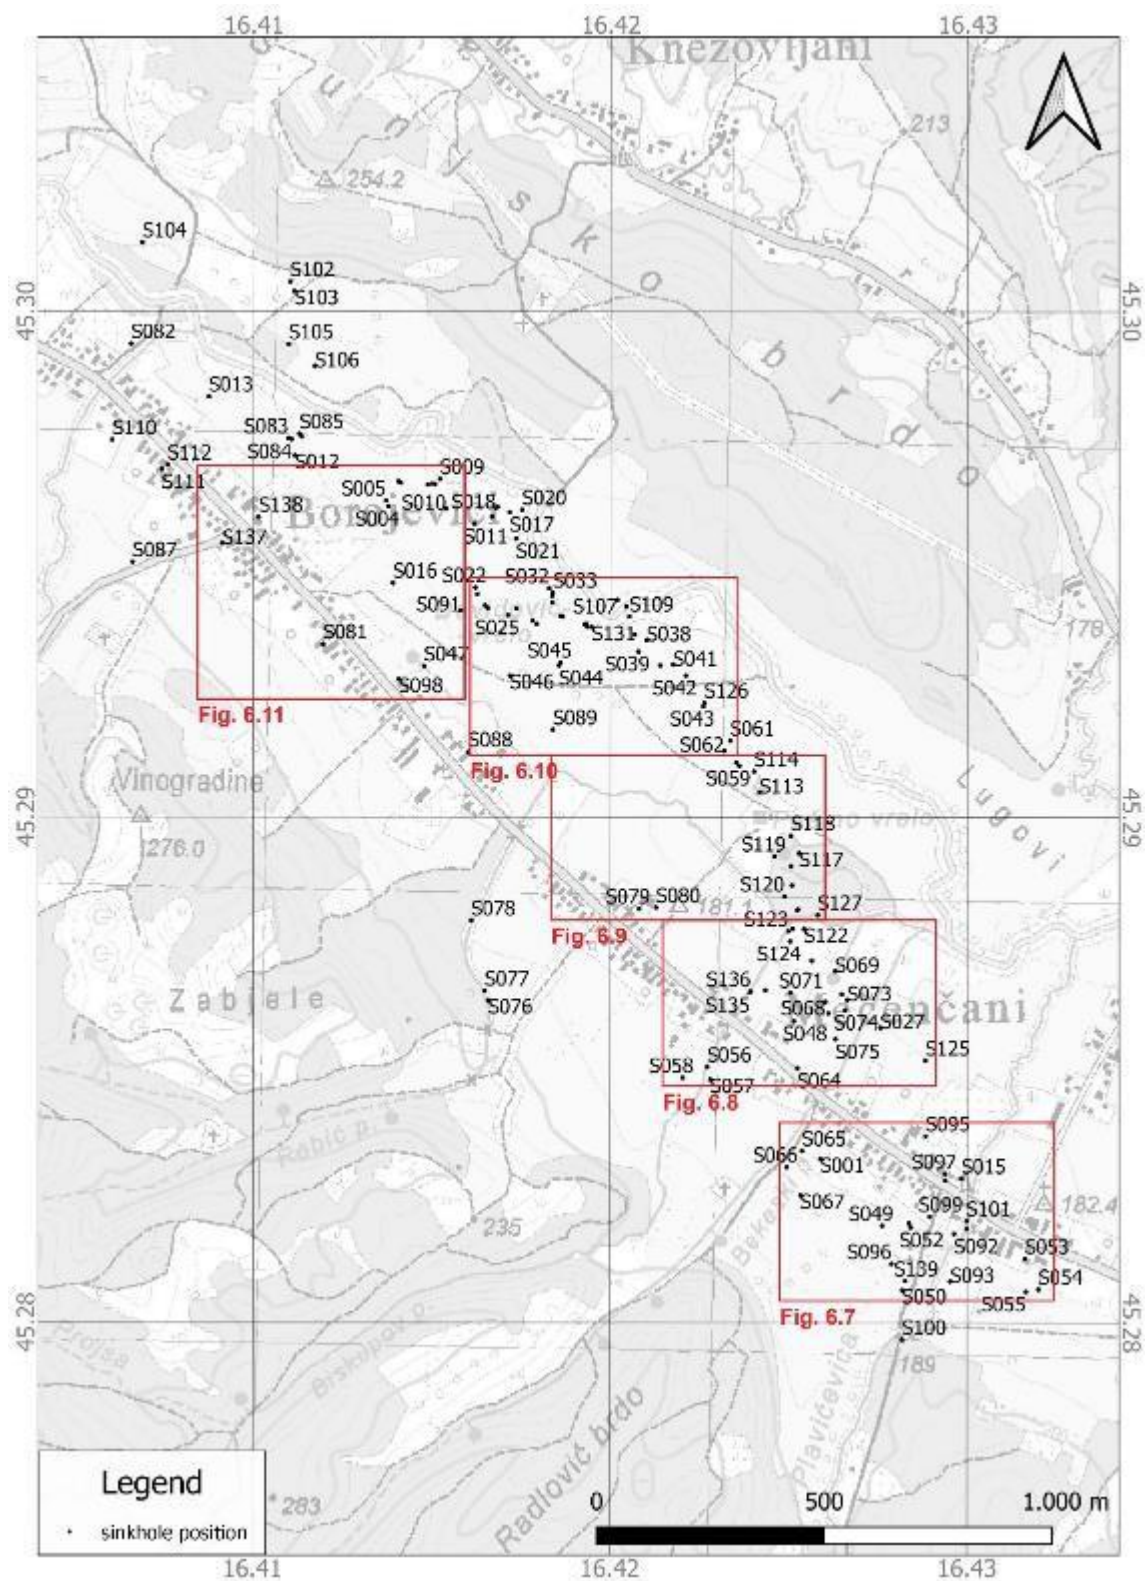 16.41
16.42
16.43
Knezovljani
213
254.2
S104
S102
S103
45.30
45.30
S082
S105
S106
S013
S110
S083
S085
S084
S012
S112
S111
S009
S005
S010
S018
S020
S004
S138
Bornjevići
S011
S017
S137
S021
S087
S016
S022
S032
S033
S091
S107
S109
178
S025
S131
S038
S081
S047
S045
S039
S041
S098
S046
S044
S042
Fig. 6.11
S126
S089
S043
S061
S088
S062
Fig. 6.10
S059
S114
S113
Vinogradine
Lugovi
45.29
45.29
S118
276.0
S119
S117
S120
S079
S080
181.1
S127
S078
S123
Fig. 6.9
S122
S124
S069
S077
S136
S071
Zabjale
S076
S135
S068
S073
Mečenčani
S074
S027
S048
S075
S125
S058
S056
S057
S064
Fig. 6.8
Babić p.
S095
S065
S066
S001
S097
S015
S067
235
S049
S099
S101
182.4
S052
S092
S053
S096
S139
S093
S054
S050
S055
Fig. 6.7
45.28
45.28
S100
189
Plavićevića
Radlović brdo
Legend
sinkhole position
283
0
500
1.000 m
16.41
16.42
16.43